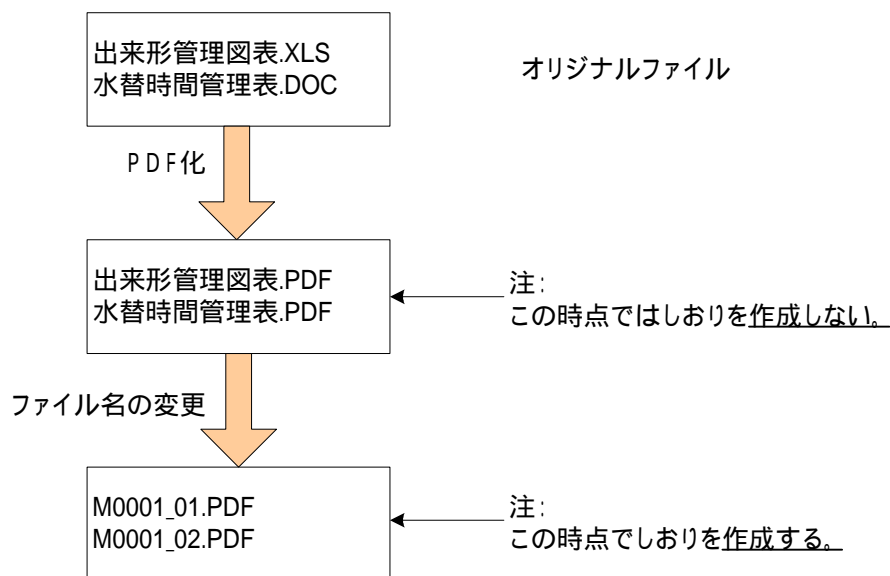 出来形管理図表.XLS
水替時間管理表.DOC
オリジナルファイル
PDF化
出来形管理図表.PDF
水替時間管理表.PDF
注:
この時点ではしおりを作成しない。
ファイル名の変更
M0001_01.PDF
M0001_02.PDF
注:
この時点でしおりを作成する。